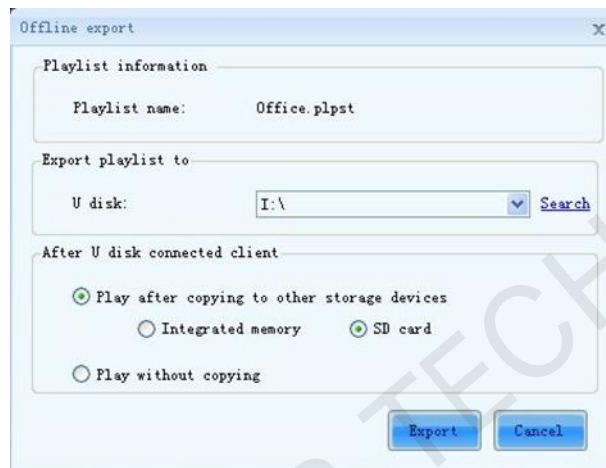 Offline export x
Playlist information
Playlist name: Office.plpst
Export playlist to
U disk: I:\ Search
After U disk connected client
Play after copying to other storage devices
Integrated memory SD card
Play without copying
Export Cancel
TECH